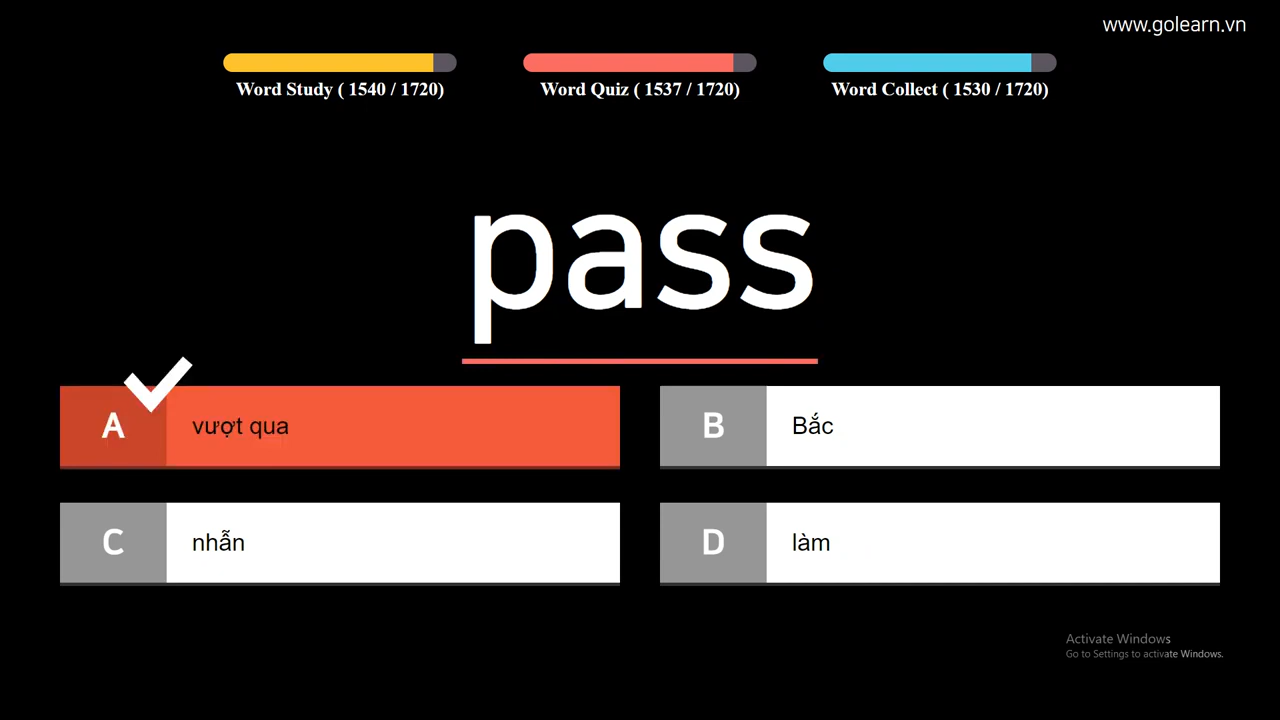 www.golearn.vn
Word Study ( 1540 / 1720)
Word Quiz ( 1537 / 1720)
Word Collect ( 1530 / 1720)
pass
A vượt qua
B Bắc
C nhẫn
D làm
Activate Windows
Go to Settings to activate Windows.